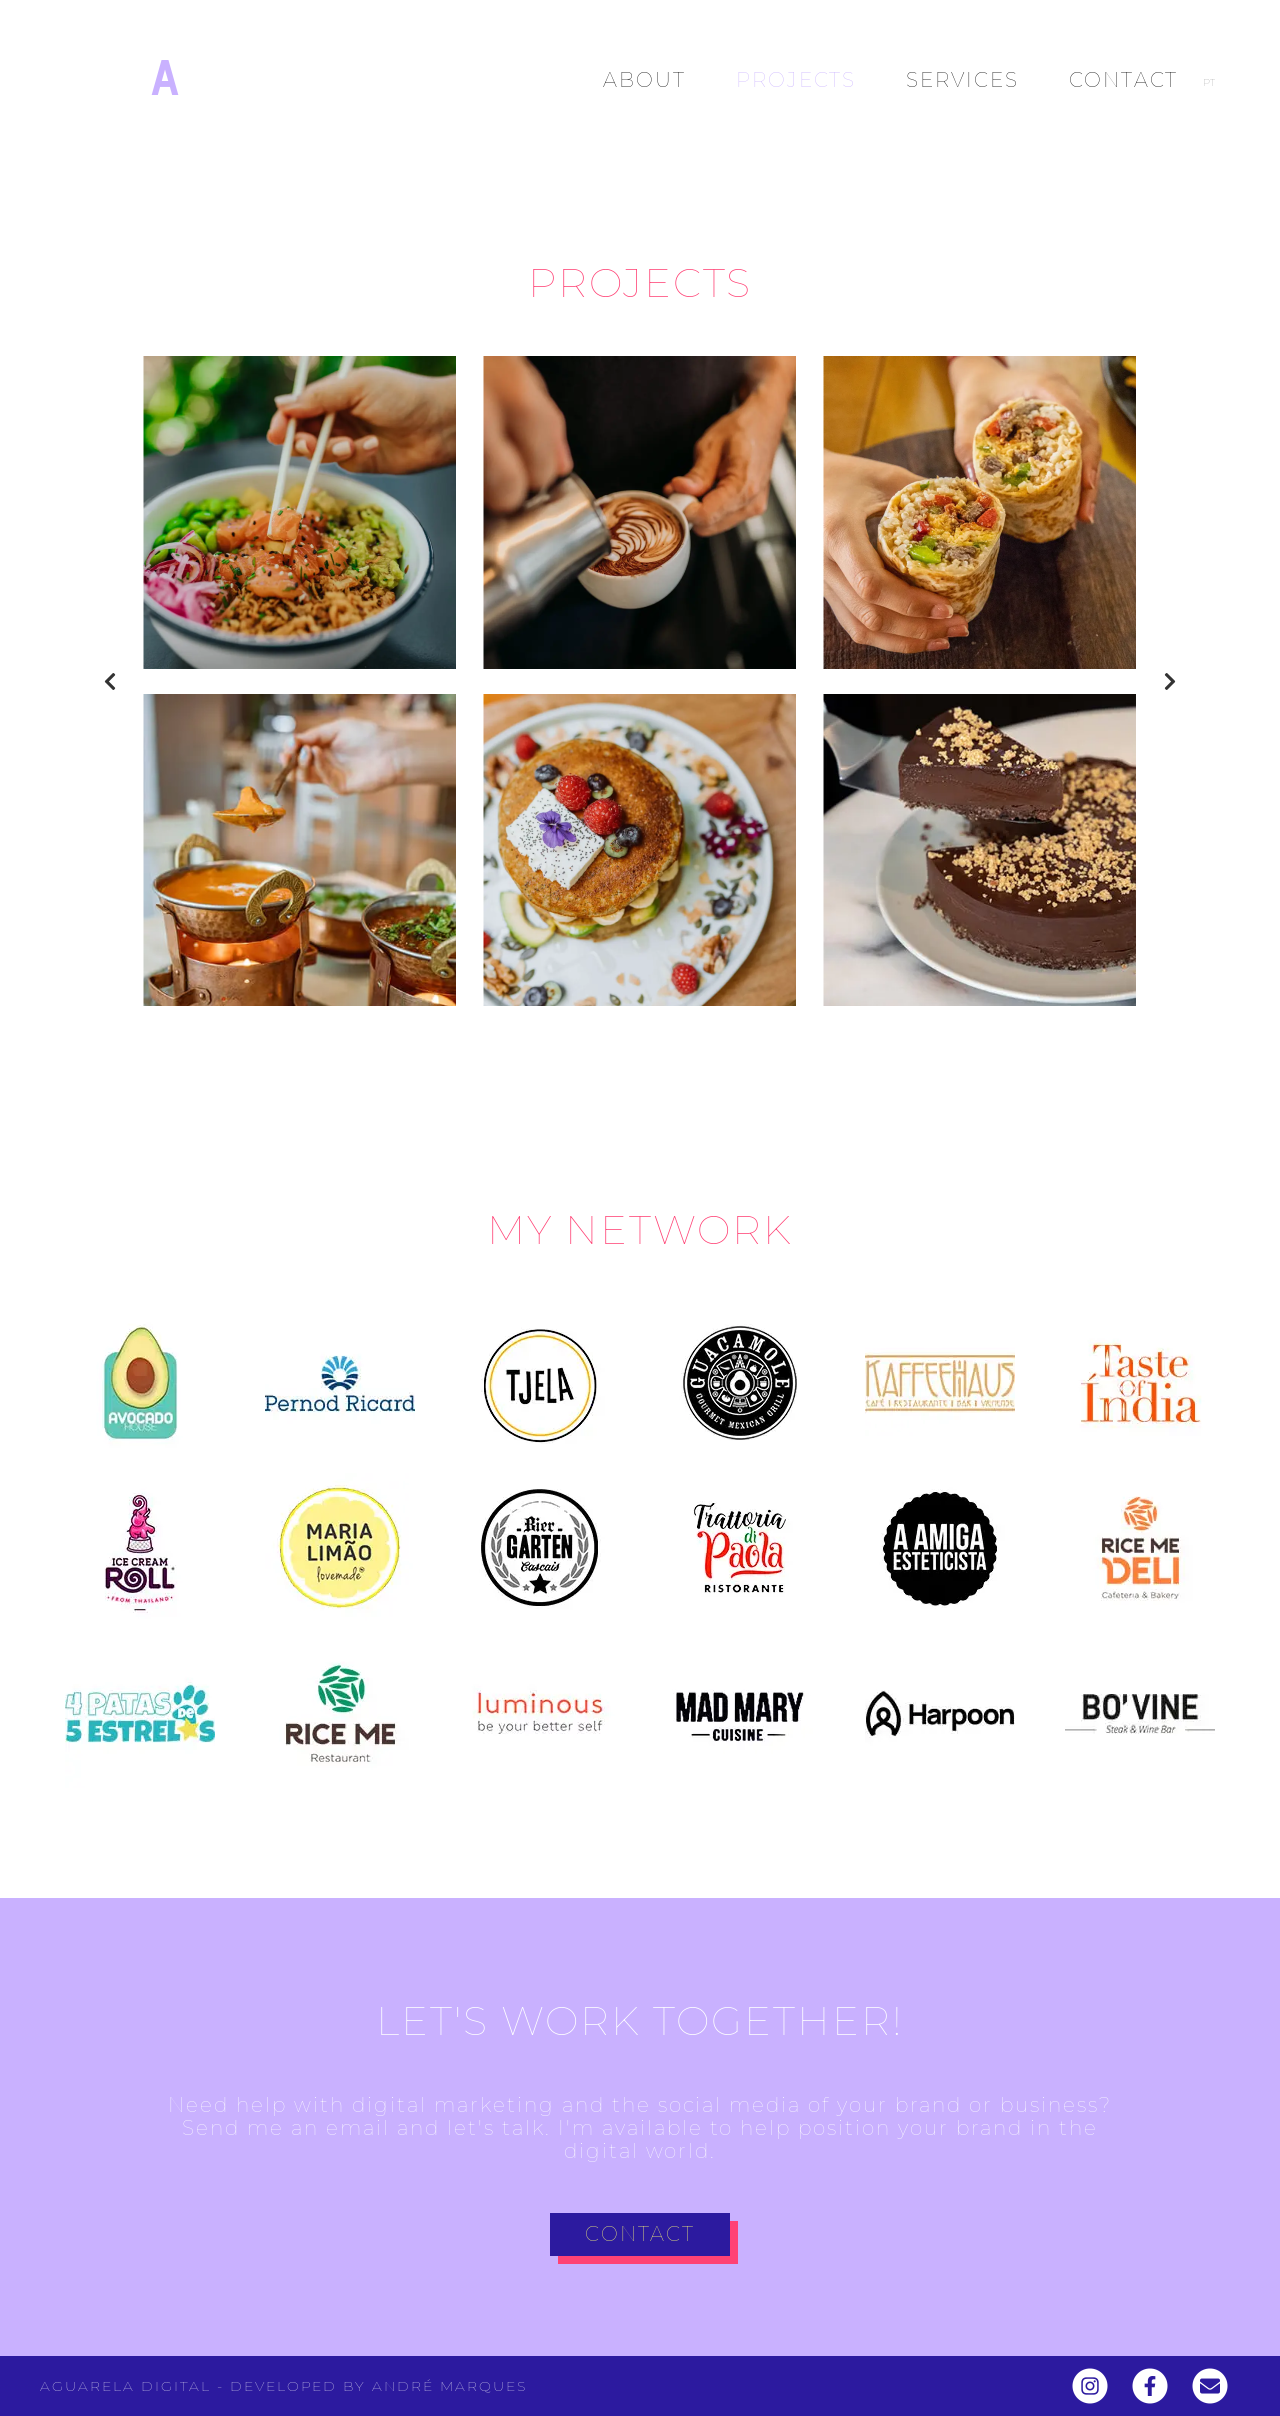 A
ABOUT PROJECTS SERVICES CONTACT PT
PROJECTS
MY NETWORK
AVOCADO
HOUSE
Pernod Ricard
TJELA
GUACAMOLE
GOURMET MEXICAN GRILL
KAFFEEHAUS
CAFÉ | RESTAURANTE | BAR | VIENENSE
Taste
Of
Índia
ICE CREAM
ROLL
FROM THAILAND
MARIA
LIMÃO
lovemade
Bier
GARTEN
Cascais
Trattoria
di
Paola
RISTORANTE
A AMIGA
ESTETICISTA
RICE ME
DELI
Cafeteria & Bakery
4 PATAS
DE
5 ESTRELAS
RICE ME
Restaurant
luminous
be your better self
MAD MARY
CUISINE
Harpoon
BO'VINE
Steak & Wine Bar
LET'S WORK TOGETHER!
Need help with digital marketing and the social media of your brand or business?
Send me an email and let's talk. I'm available to help position your brand in the
digital world.
CONTACT
AGUARELA DIGITAL - DEVELOPED BY ANDRÉ MARQUES